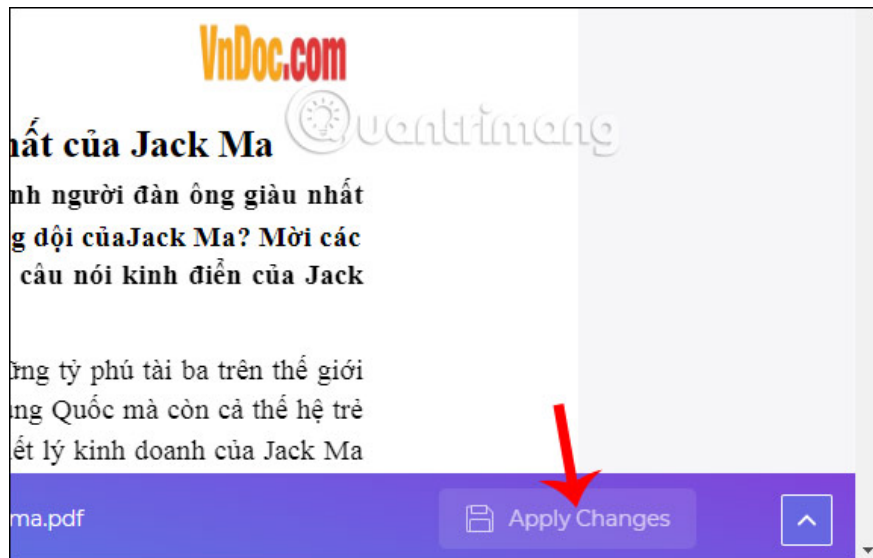 VnDoc.com
Quantrimang
hất của Jack Ma
nh người đàn ông giàu nhất
g dội củaJack Ma? Mời các
câu nói kinh điển của Jack
ững tỷ phú tài ba trên thế giới
ung Quốc mà còn cả thế hệ trẻ
iết lý kinh doanh của Jack Ma
ma.pdf
Apply Changes